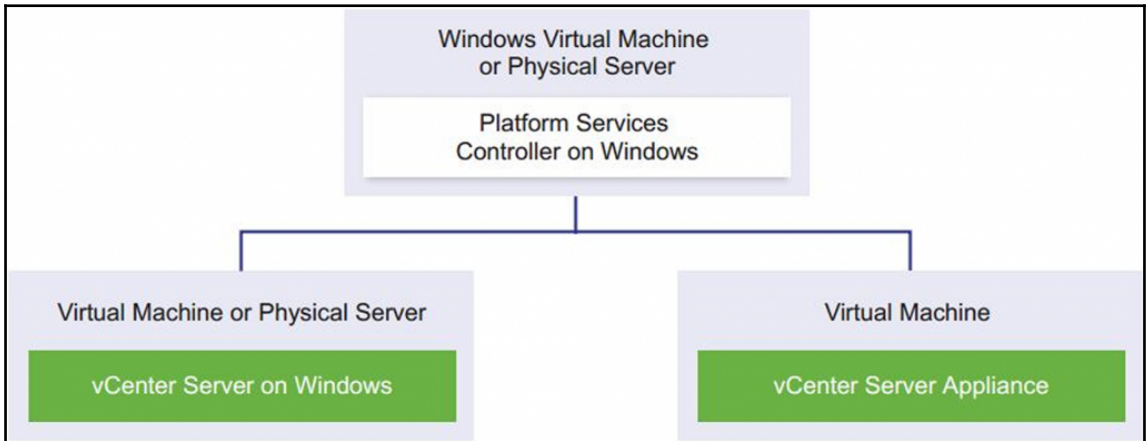 Windows Virtual Machine
or Physical Server
Platform Services
Controller on Windows
Virtual Machine or Physical Server
vCenter Server on Windows
Virtual Machine
vCenter Server Appliance